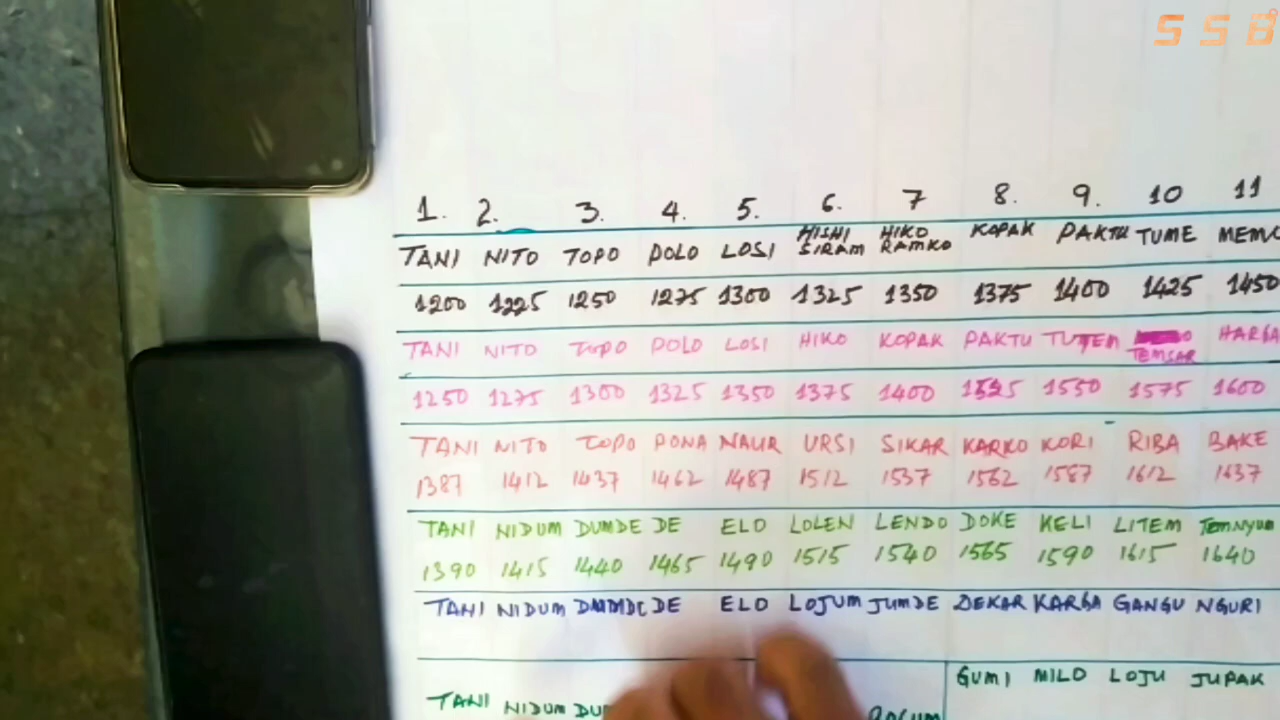 SSB
1. 2. 3. 4. 5. 6. 7 8. 9. 10 11
TANI NITO TOPO POLO LOSI HISHI SIRAM HIKO RAMKO KOPAK PAKTU TUME
1200 1225 1250 1275 1300 1325 1350 1375 1400 1425 1450
TANI NITO TOPO POLO LOSI HIKO KOPAK PAKTU TUTEM TEMSAR
1250 1275 1300 1325 1350 1375 1400 1575 1600
TANI NITO TOPO PONA NAUR URSI SIKAR KARKO KORI RIBA BAKE
1387 1412 1437 1462 1487 1512 1537 1562 1587 1612 1637
TANI NIDUM DUMDE DE ELO LOLEN LENDO DOKE KELI LITEM
1390 1415 1440 1465 1490 1515 1540 1565 1590 1615 1640
TANI NIDUM DE ELO LOJUM JUMDE DEKAR KARGA GANGU NGURI
GUMI MILO LOJU JUPAK
TANI NIDUM